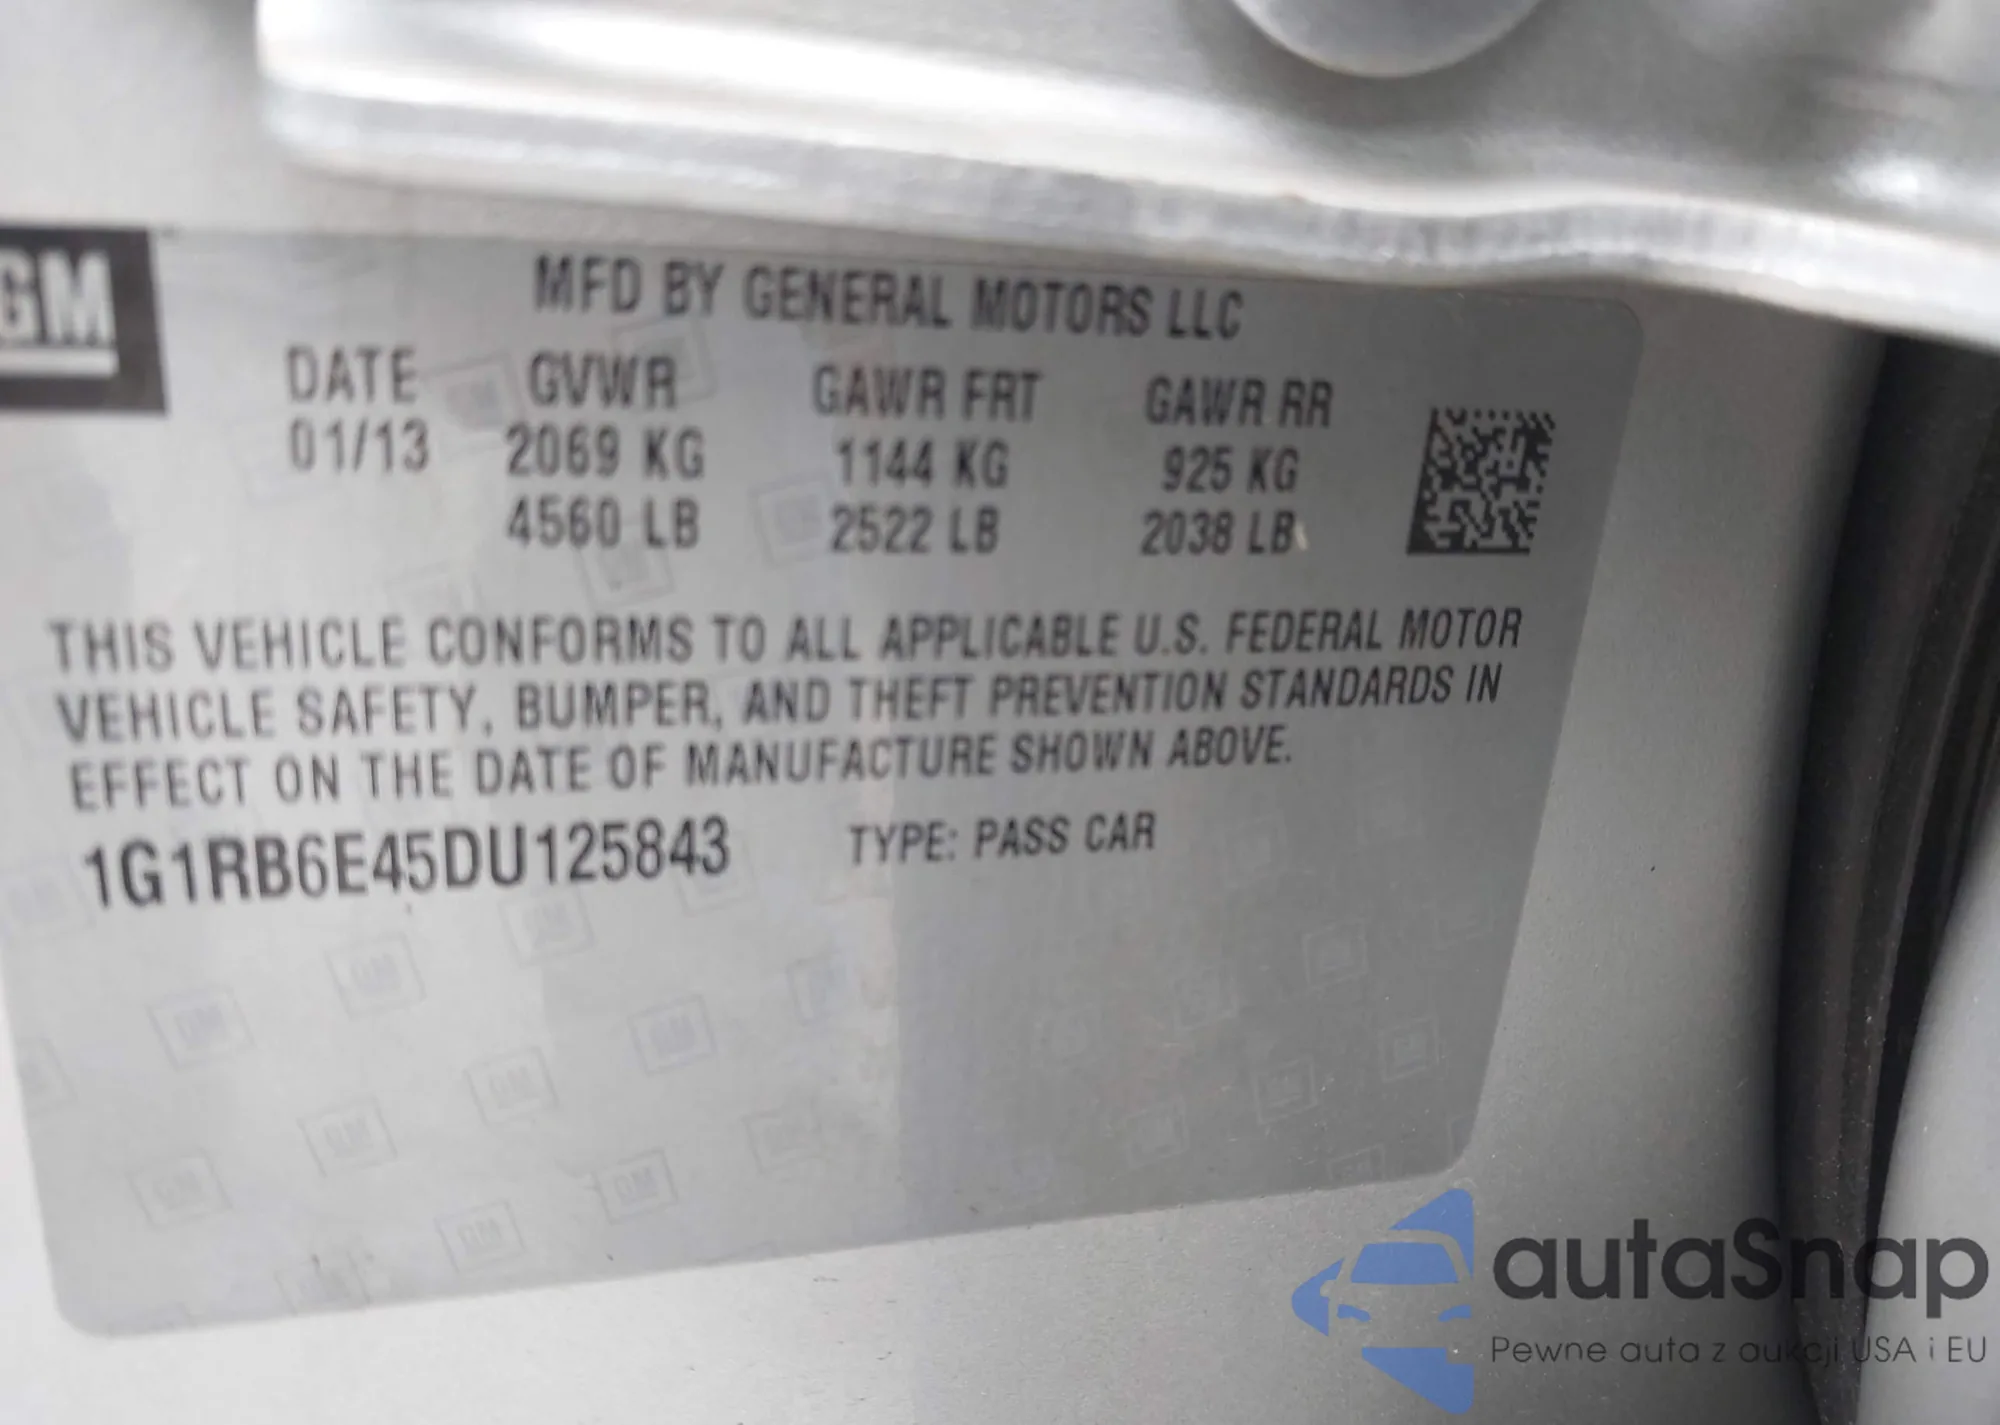 GM
MFD BY GENERAL MOTORS LLC
DATE GVWR GAWR FRT GAWR RR
01/13 2069 KG 1144 KG 925 KG
4560 LB 2522 LB 2038 LB
THIS VEHICLE CONFORMS TO ALL APPLICABLE U.S. FEDERAL MOTOR
VEHICLE SAFETY, BUMPER, AND THEFT PREVENTION STANDARDS IN
EFFECT ON THE DATE OF MANUFACTURE SHOWN ABOVE.
1G1RB6E45DU125843 TYPE: PASS CAR
autaSnap
Pewne auta z aukcji USA i EU